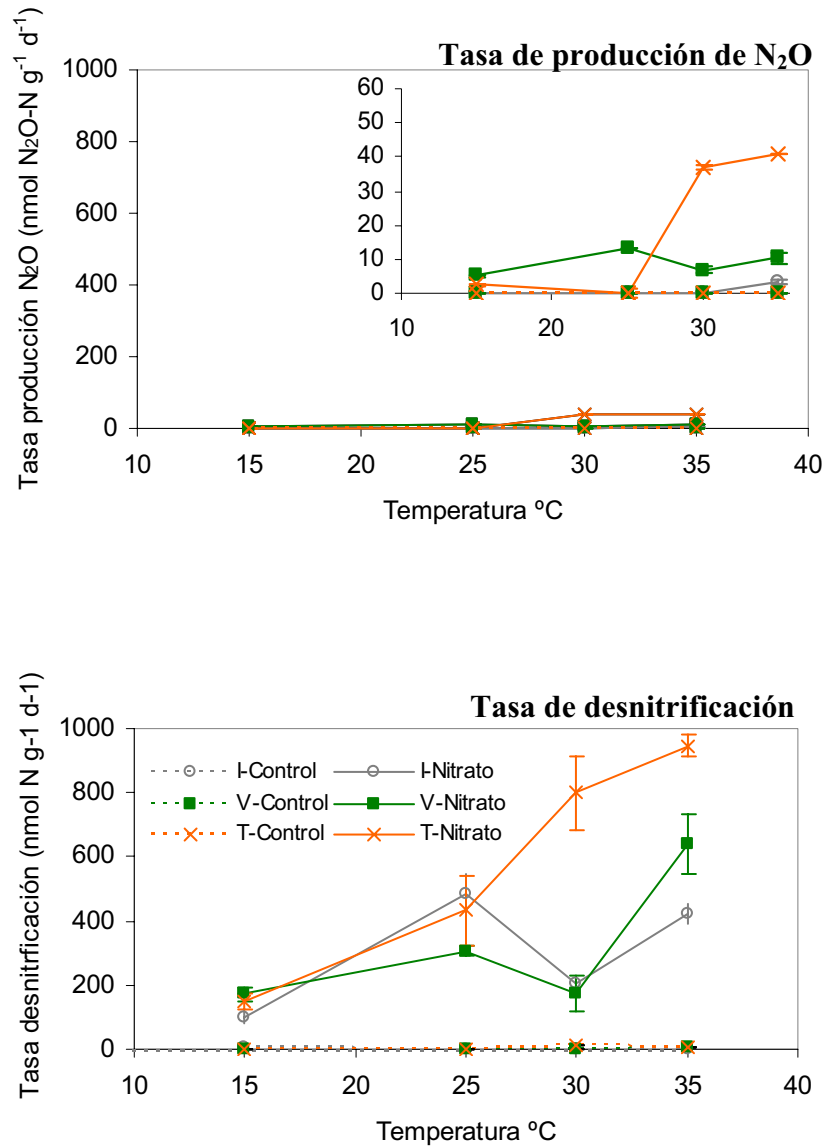 Tasa de producción de N₂O
Tasa producción N₂O (nmol N₂O-N g⁻¹ d⁻¹)
1000
800
600
400
200
0
60
50
40
30
20
10
0
10 20 30
10 15 20 25 30 35 40
Temperatura ºC
Tasa de desnitrificación
Tasa desnitrficación (nmol N g-1 d-1)
1000
800
600
400
200
0
I-Control I-Nitrato
V-Control V-Nitrato
T-Control T-Nitrato
10 15 20 25 30 35 40
Temperatura ºC